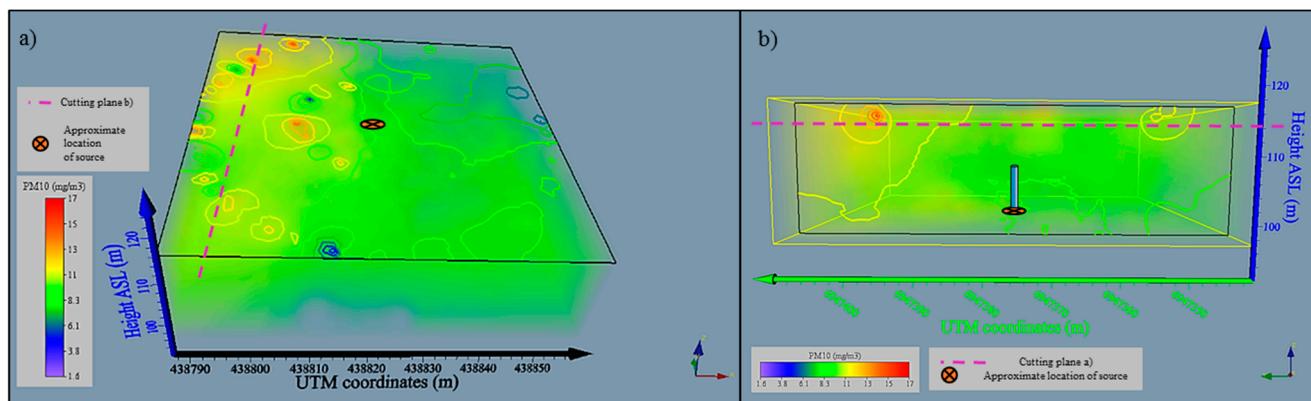 a)
Cutting plane b)
Approximate
location
of source
PM10 (mg/m3)
17
15
13
11
8.3
6.1
3.8
1.6
120
110
100
Height ASL (m)
438790 438800 438810 438820 438830 438840 438850
UTM coordinates (m)
b)
120
110
100
Height ASL (m)
UTM coordinates (m)
PM10 (mg/m3)
1.6 3.8 6.1 8.3 11 13 15 17
Cutting plane a)
Approximate location of source